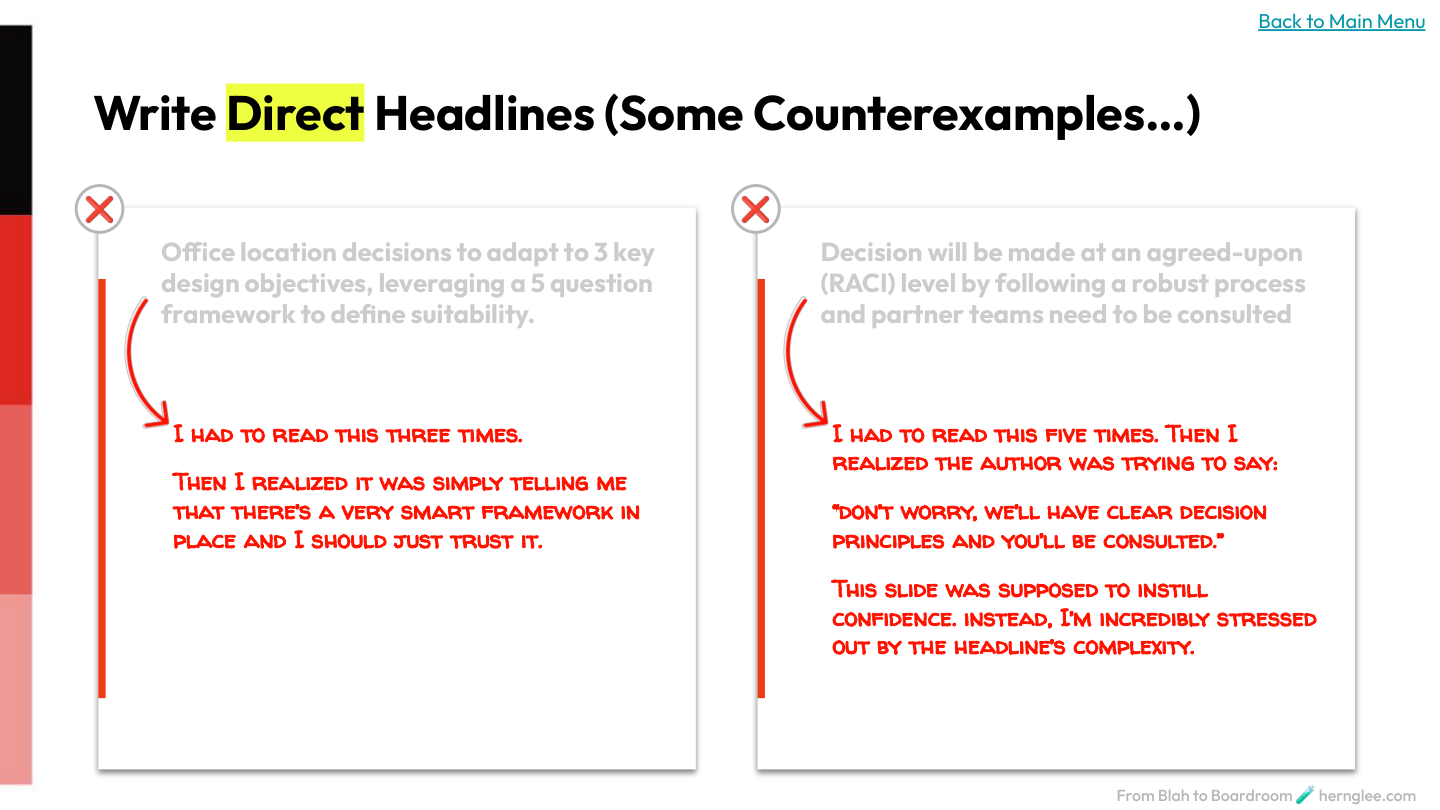 Back to Main Menu
Write Direct Headlines (Some Counterexamples...)
Office location decisions to adapt to 3 key
design objectives, leveraging a 5 question
framework to define suitability.
I had to read this three times.
Then I realized it was simply telling me
that there's a very smart framework in
place and I should just trust it.
Decision will be made at an agreed-upon
(RACI) level by following a robust process
and partner teams need to be consulted
I had to read this five times. Then I
realized the author was trying to say:
"don't worry, we'll have clear decision
principles and you'll be consulted."
This slide was supposed to instill
confidence. instead, I'm incredibly stressed
out by the headline's complexity.
From Blah to Boardroom 🧪 hernglee.com